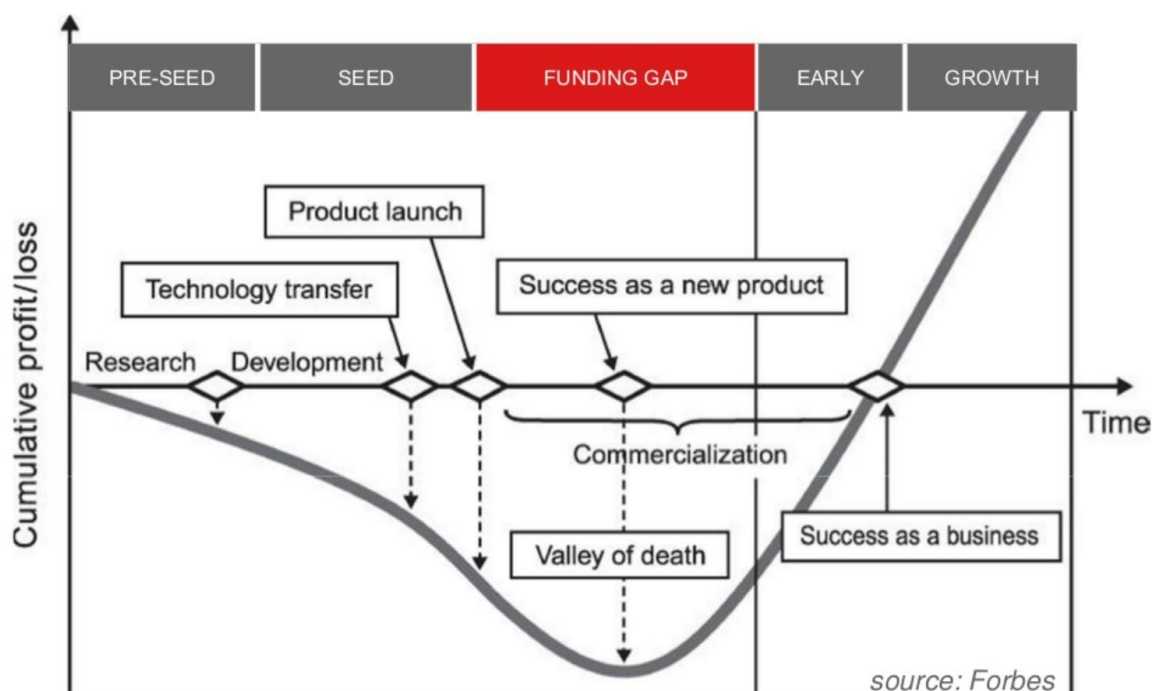 PRE-SEED
SEED
FUNDING GAP
EARLY
GROWTH
Cumulative profit/loss
Product launch
Technology transfer
Success as a new product
Research
Development
Time
Commercialization
Valley of death
Success as a business
source: Forbes